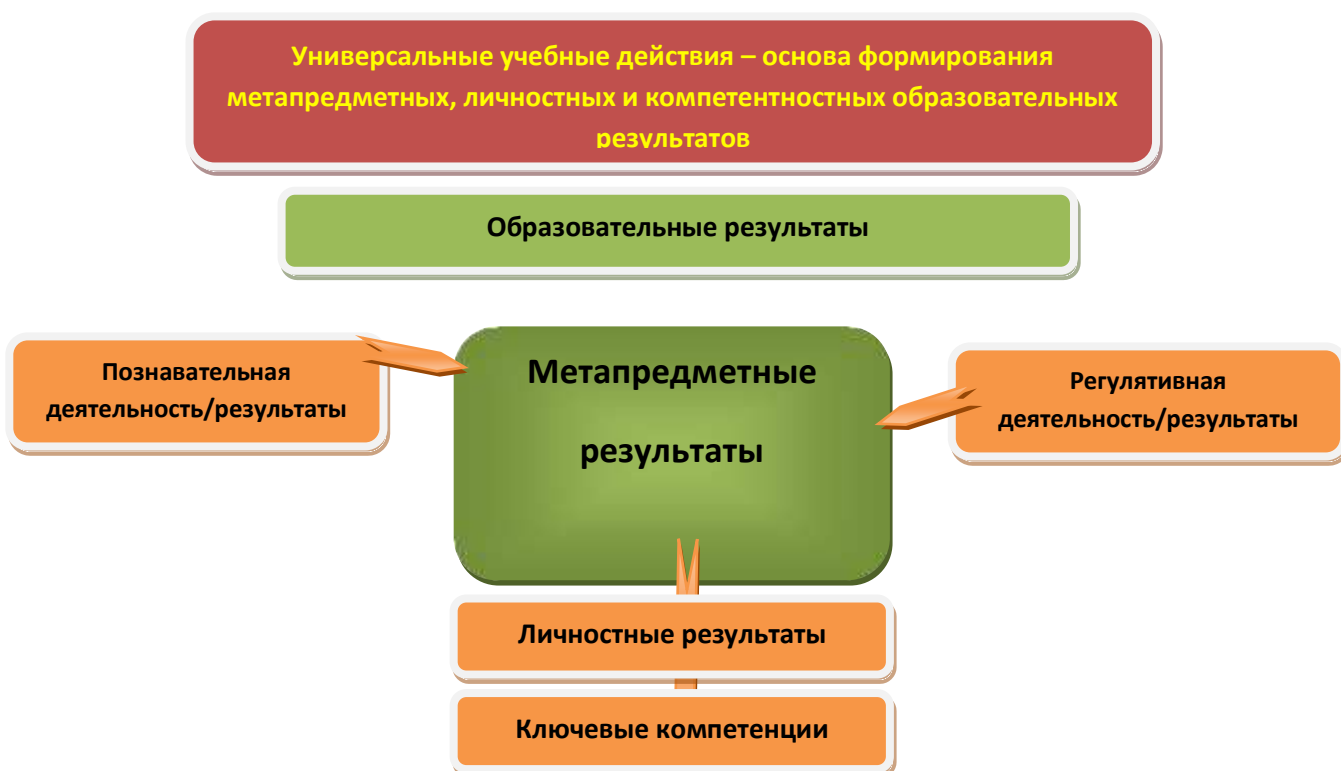 Универсальные учебные действия – основа формирования
метапредметных, личностных и компетентностных образовательных
результатов
Образовательные результаты
Познавательная
деятельность/результаты
Метапредметные
результаты
Регулятивная
деятельность/результаты
Личностные результаты
Ключевые компетенции